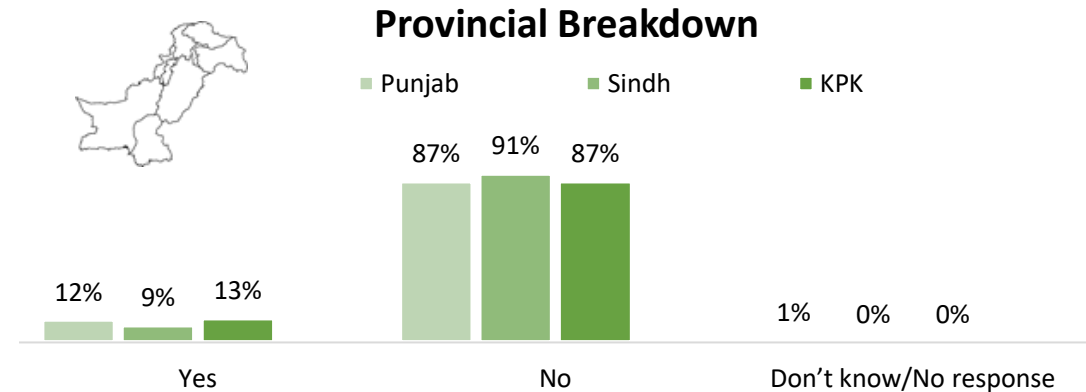 Provincial Breakdown
Punjab Sindh KPK
87% 91% 87%
12% 9% 13%
1% 0% 0%
Yes No Don’t know/No response